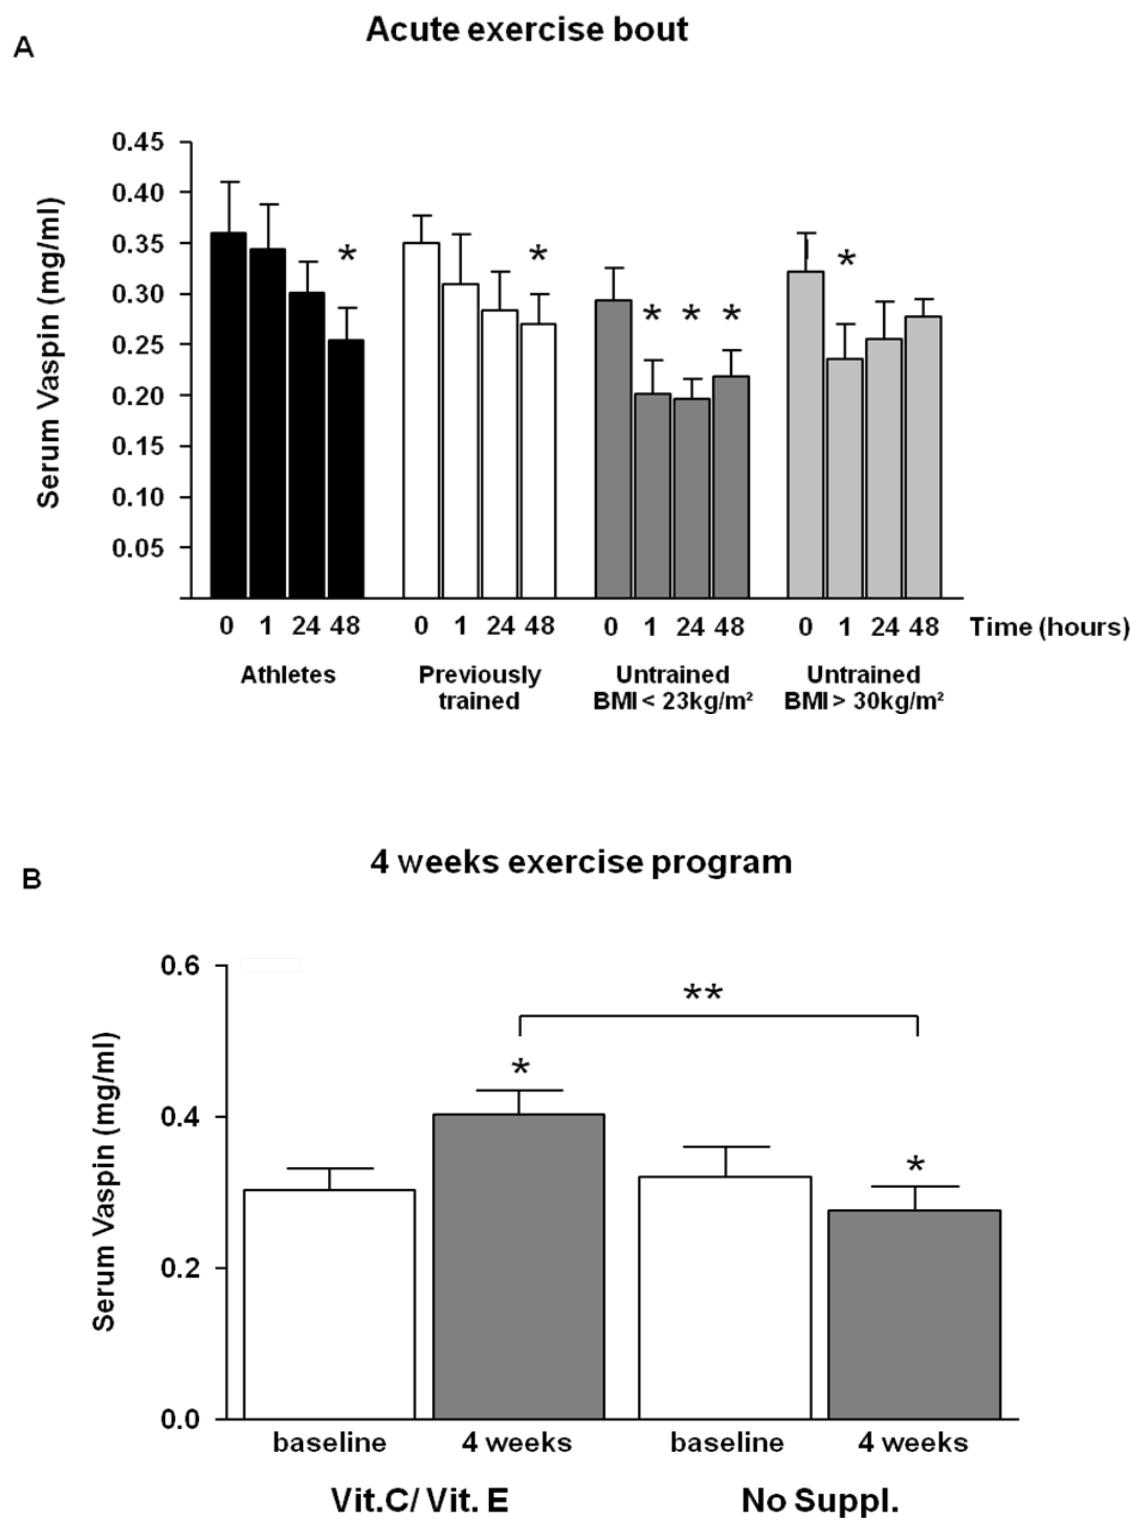 Acute exercise bout
A
0.45
0.40
0.35
0.30
0.25
0.20
0.15
0.10
0.05
Serum Vaspin (mg/ml)
* * * * * *
0 1 24 48 0 1 24 48 0 1 24 48 0 1 24 48 Time (hours)
Athletes
Previously
trained
Untrained
BMI < 23kg/m²
Untrained
BMI > 30kg/m²
4 weeks exercise program
B
0.6
0.4
0.2
0.0
Serum Vaspin (mg/ml)
**
*
*
baseline 4 weeks baseline 4 weeks
Vit.C/ Vit. E No Suppl.